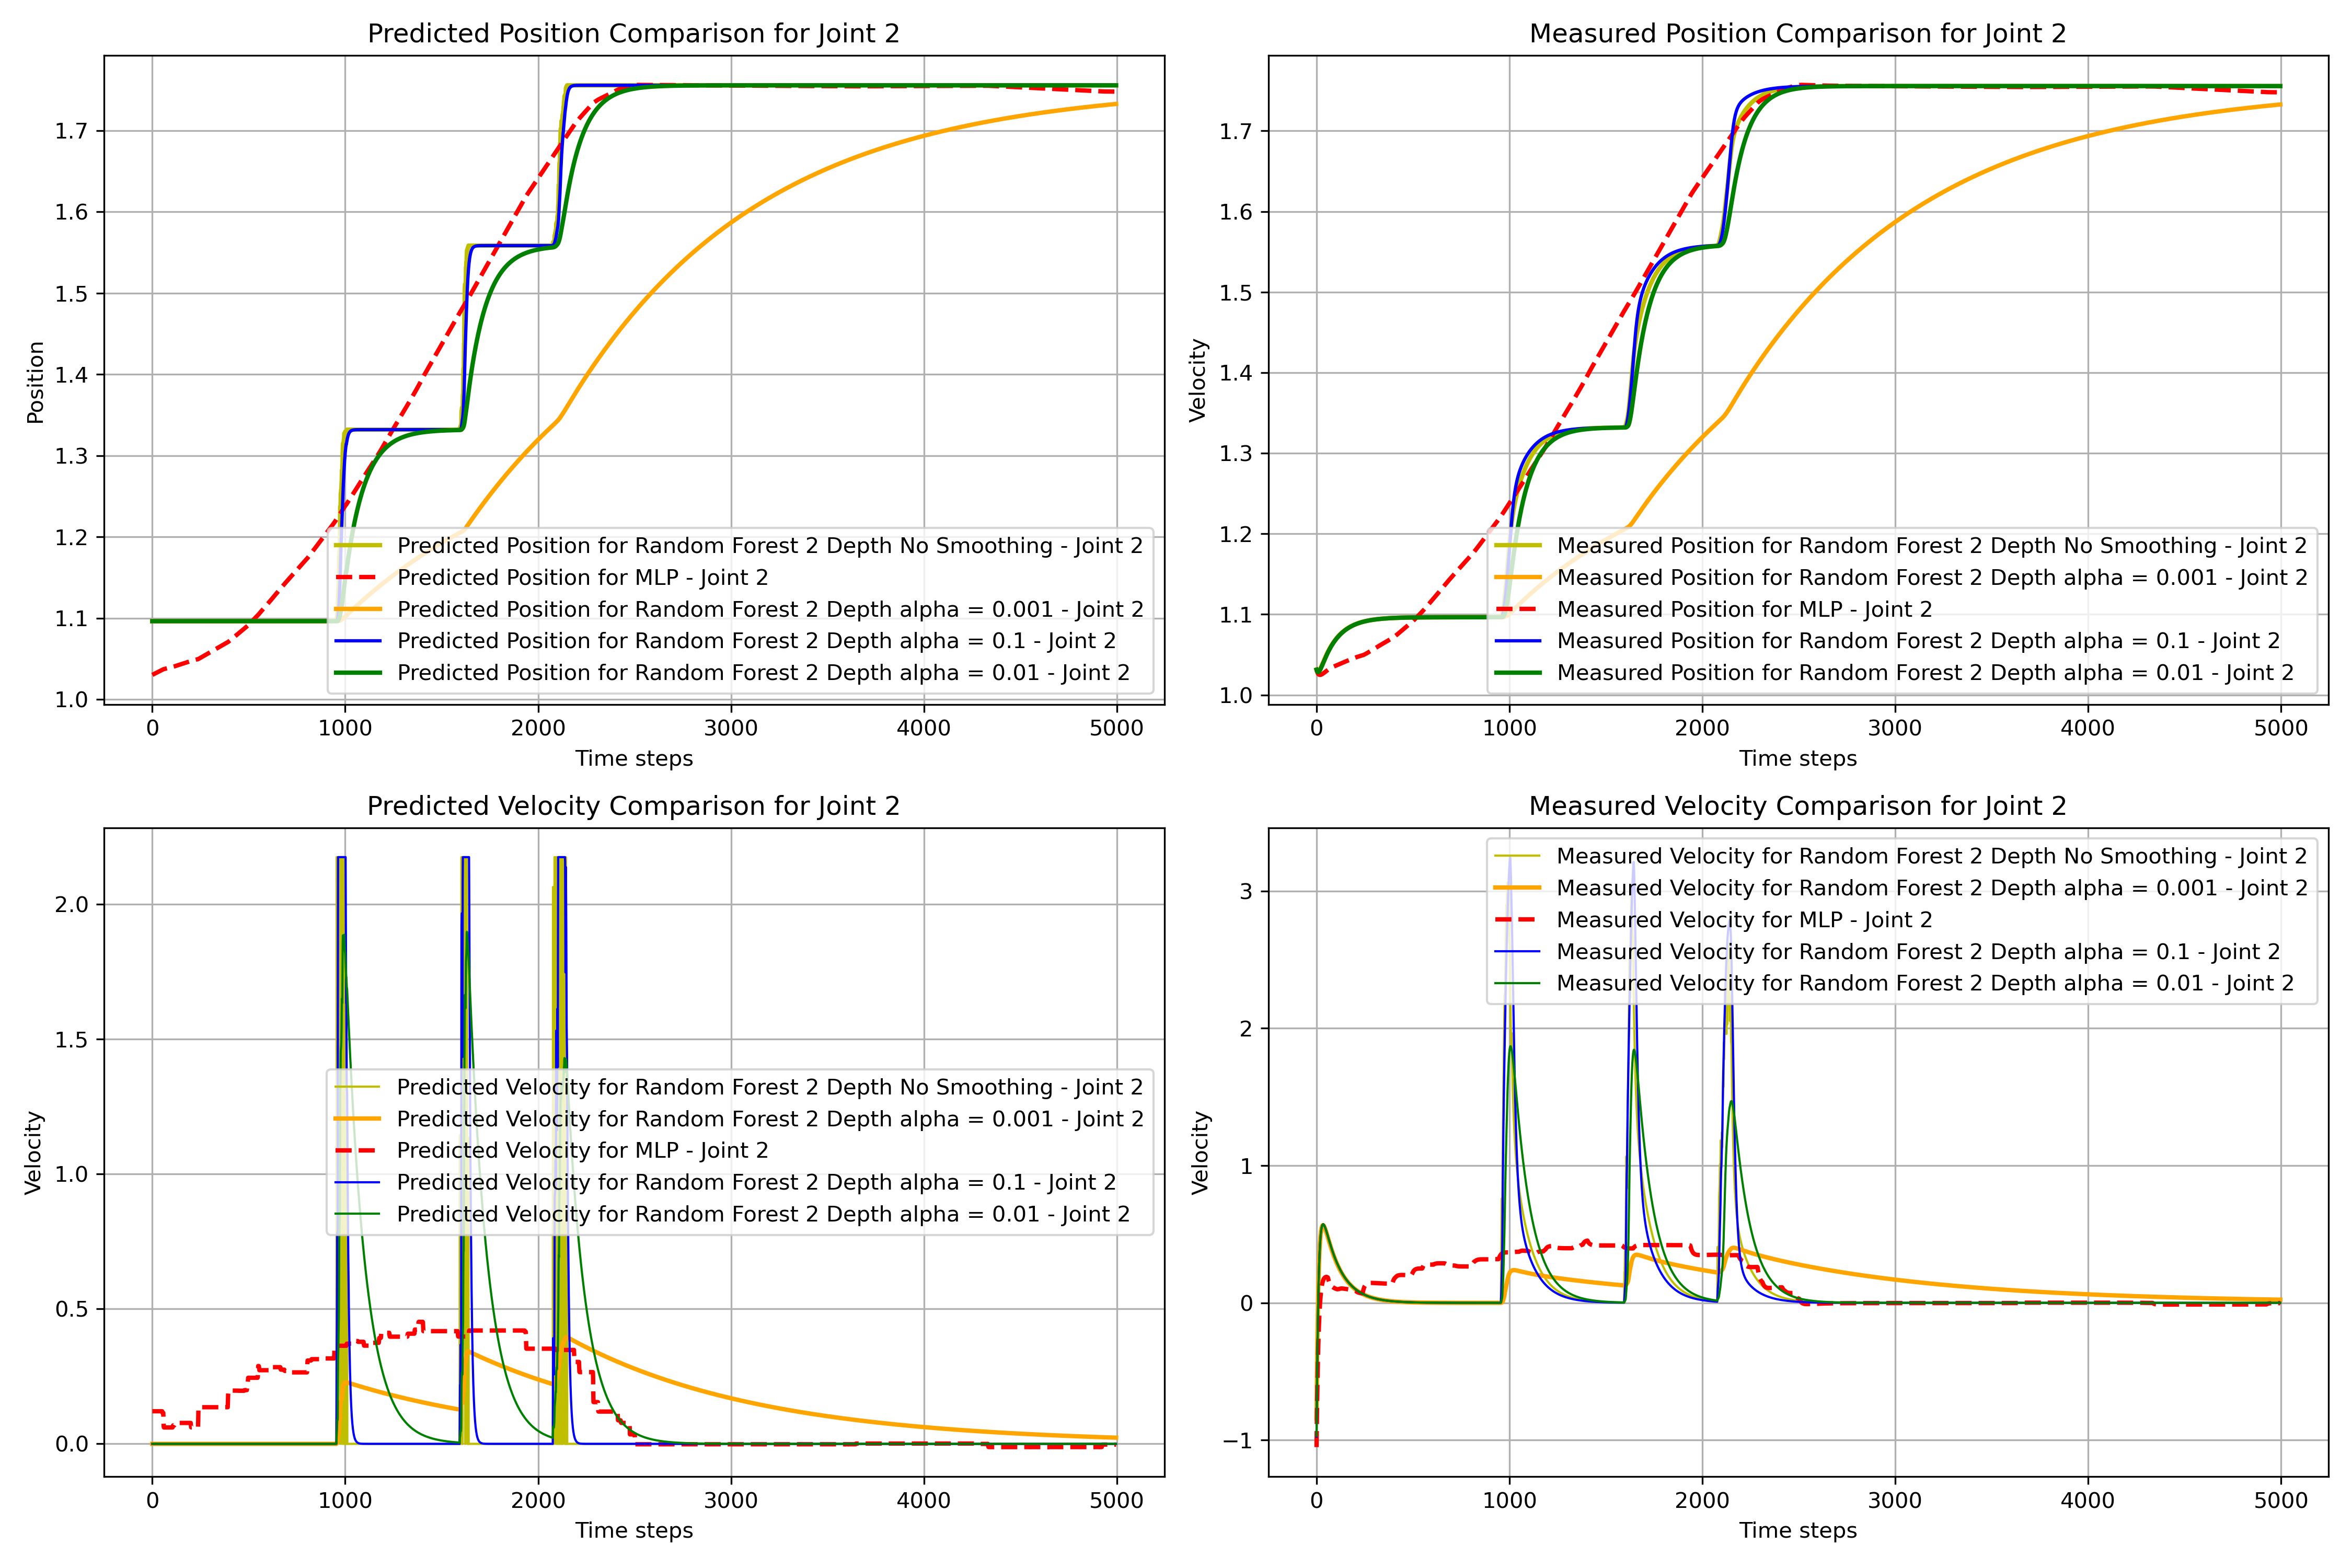 Predicted Position Comparison for Joint 2
Position
1.7
1.6
1.5
1.4
1.3
1.2
1.1
1.0
Predicted Position for Random Forest 2 Depth No Smoothing - Joint 2
Predicted Position for MLP - Joint 2
Predicted Position for Random Forest 2 Depth alpha = 0.001 - Joint 2
Predicted Position for Random Forest 2 Depth alpha = 0.1 - Joint 2
Predicted Position for Random Forest 2 Depth alpha = 0.01 - Joint 2
0 1000 2000 3000 4000 5000
Time steps
Measured Position Comparison for Joint 2
Velocity
1.7
1.6
1.5
1.4
1.3
1.2
1.1
1.0
Measured Position for Random Forest 2 Depth No Smoothing - Joint 2
Measured Position for Random Forest 2 Depth alpha = 0.001 - Joint 2
Measured Position for MLP - Joint 2
Measured Position for Random Forest 2 Depth alpha = 0.1 - Joint 2
Measured Position for Random Forest 2 Depth alpha = 0.01 - Joint 2
0 1000 2000 3000 4000 5000
Time steps
Predicted Velocity Comparison for Joint 2
Velocity
2.0
1.5
1.0
0.5
0.0
Predicted Velocity for Random Forest 2 Depth No Smoothing - Joint 2
Predicted Velocity for Random Forest 2 Depth alpha = 0.001 - Joint 2
Predicted Velocity for MLP - Joint 2
Predicted Velocity for Random Forest 2 Depth alpha = 0.1 - Joint 2
Predicted Velocity for Random Forest 2 Depth alpha = 0.01 - Joint 2
0 1000 2000 3000 4000 5000
Time steps
Measured Velocity Comparison for Joint 2
Velocity
3
2
1
0
−1
Measured Velocity for Random Forest 2 Depth No Smoothing - Joint 2
Measured Velocity for Random Forest 2 Depth alpha = 0.001 - Joint 2
Measured Velocity for MLP - Joint 2
Measured Velocity for Random Forest 2 Depth alpha = 0.1 - Joint 2
Measured Velocity for Random Forest 2 Depth alpha = 0.01 - Joint 2
0 1000 2000 3000 4000 5000
Time steps